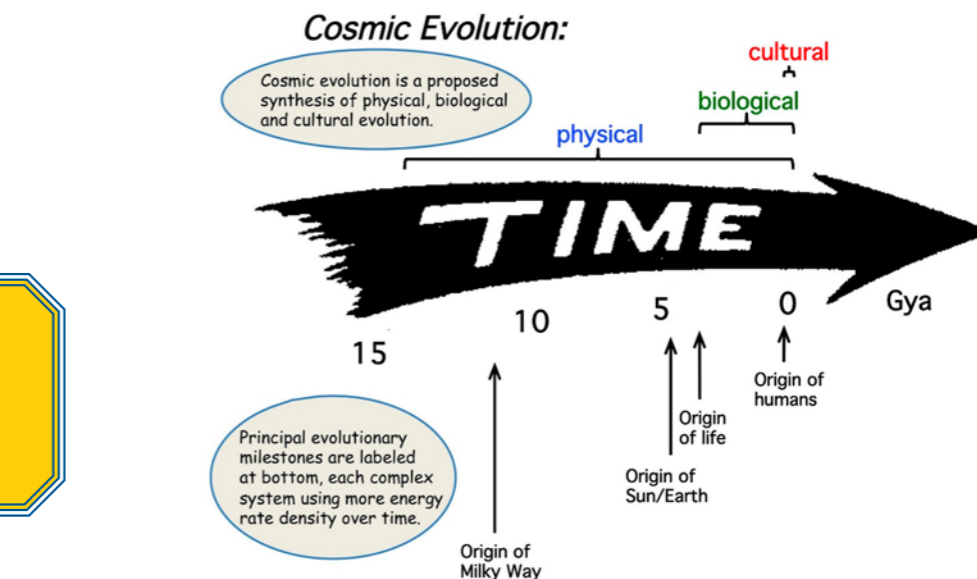 Cosmic Evolution:
cultural
Cosmic evolution is a proposed
synthesis of physical, biological
and cultural evolution.
biological
physical
TIME
15
10
5
0
Gya
Origin of
humans
Origin
of life
Origin of
Sun/Earth
Principal evolutionary
milestones are labeled
at bottom, each complex
system using more energy
rate density over time.
Origin of
Milky Way